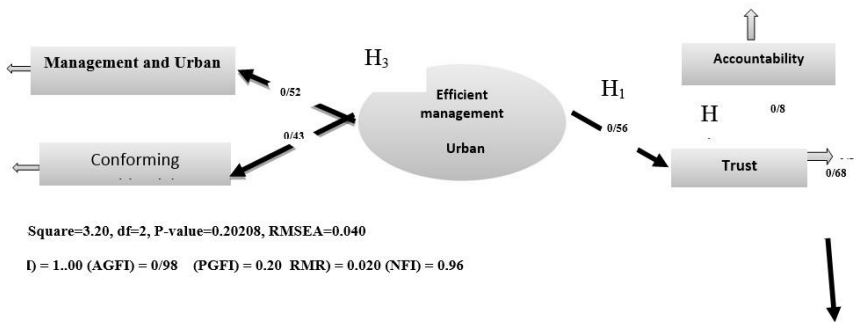 Management and Urban
H3
Accountability
0/52
Efficient
management
Urban
H1
H
0/8
0/43
0/56
Conforming
Trust
0/68
Square=3.20, df=2, P-value=0.20208, RMSEA=0.040
I) = 1..00 (AGFI) = 0/98 (PGFI) = 0.20 RMR) = 0.020 (NFI) = 0.96